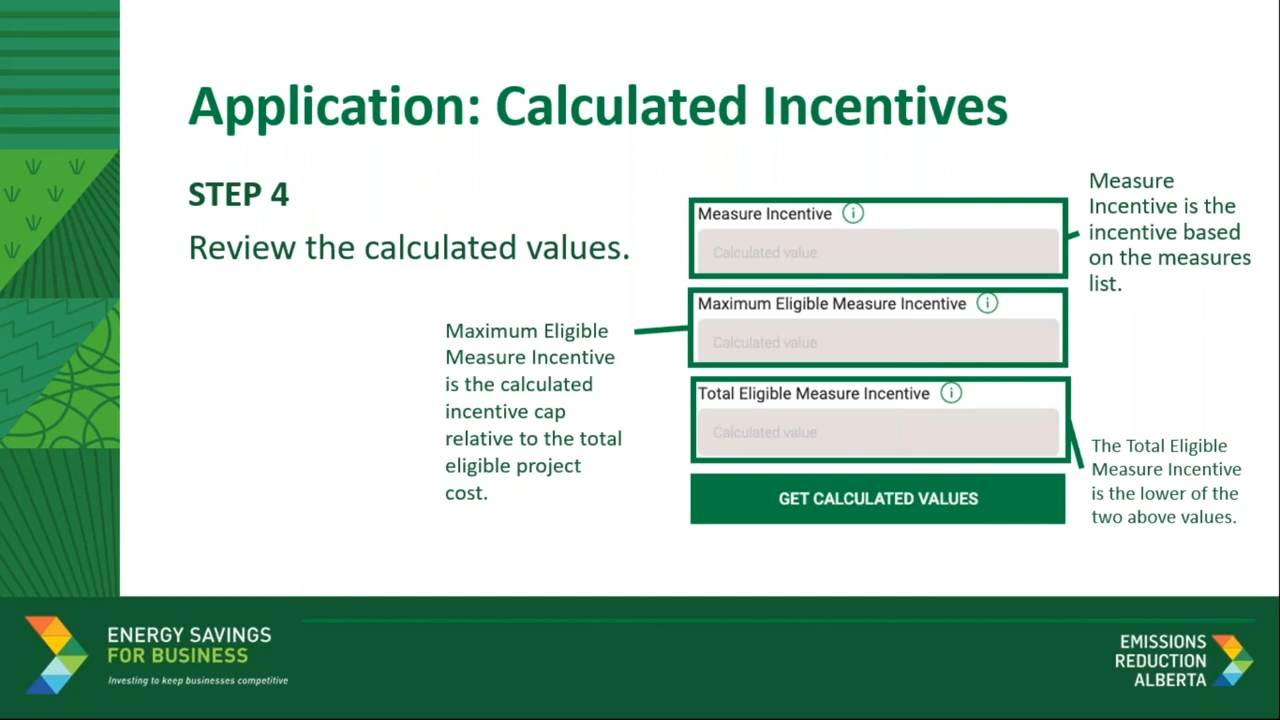 Application: Calculated Incentives
STEP 4
Review the calculated values.
Maximum Eligible
Measure Incentive
is the calculated
incentive cap
relative to the total
eligible project
cost.
Measure Incentive i
Calculated value
Maximum Eligible Measure Incentive i
Calculated value
Total Eligible Measure Incentive i
Calculated value
GET CALCULATED VALUES
Measure
Incentive is the
incentive based
on the measures
list.
The Total Eligible
Measure Incentive
is the lower of the
two above values.
ENERGY SAVINGS
FOR BUSINESS
Investing to keep businesses competitive
EMISSIONS
REDUCTION
ALBERTA